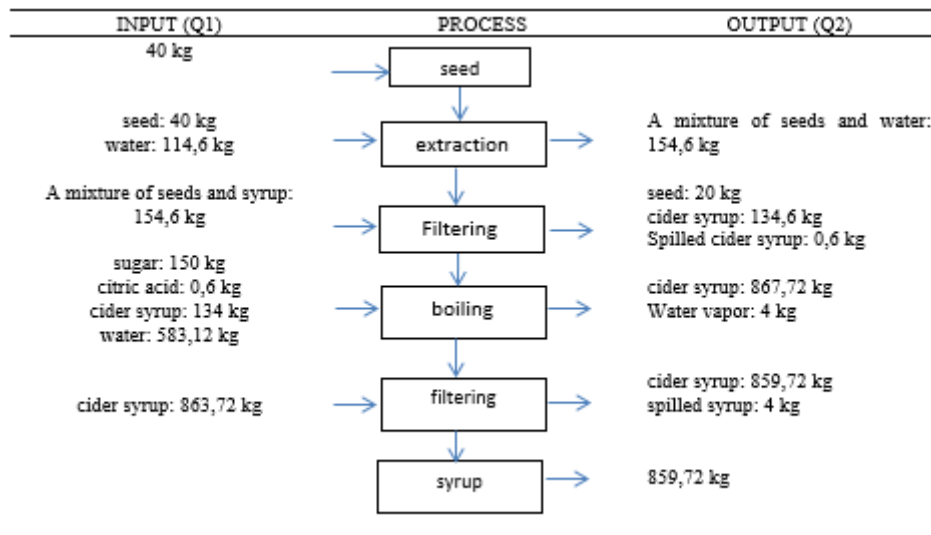 INPUT (Q1) PROCESS OUTPUT (Q2)
40 kg
seed
seed: 40 kg
water: 114,6 kg
extraction
A mixture of seeds and water:
154,6 kg
A mixture of seeds and syrup:
154,6 kg
Filtering
seed: 20 kg
cider syrup: 134,6 kg
Spilled cider syrup: 0,6 kg
sugar: 150 kg
citric acid: 0,6 kg
cider syrup: 134 kg
water: 583,12 kg
boiling
cider syrup: 867,72 kg
Water vapor: 4 kg
cider syrup: 863,72 kg
filtering
cider syrup: 859,72 kg
spilled syrup: 4 kg
syrup
859,72 kg